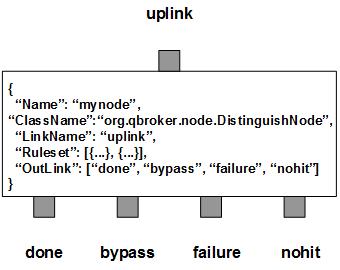 uplink
{
“Name”: “mynode”,
“ClassName”:“org.qbroker.node.DistinguishNode”,
“LinkName”: “uplink”,
“Ruleset”: [{...}, {...}],
“OutLink”: [“done”, “bypass”, “failure”, “nohit”]
}
done bypass failure nohit